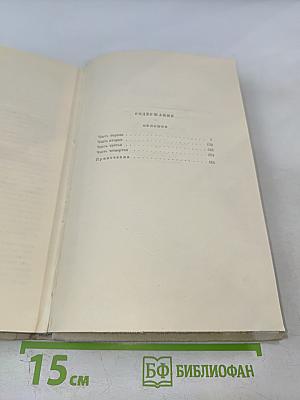 СОДЕРЖАНИЕ
Часть первая
Часть вторая
Часть третья
Часть четвертая
Примечания
15 см
БФ БИБЛИОФАН